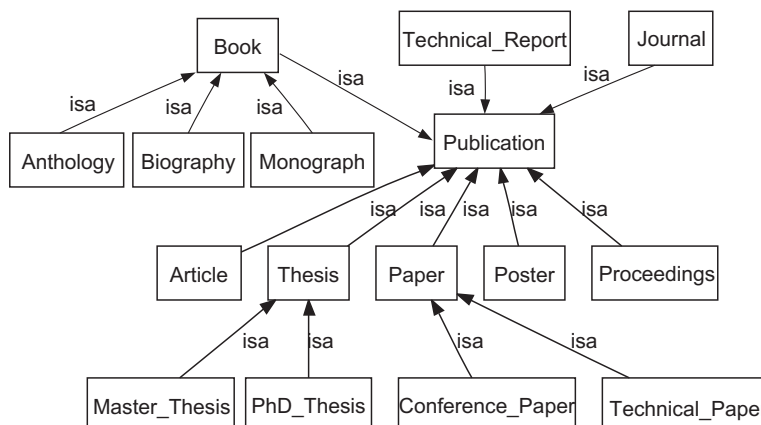 Book
Technical_Report
Journal
isa
isa
isa
isa
isa
isa
Anthology
Biography
Monograph
Publication
isa
isa
isa
isa
isa
Article
Thesis
Paper
Poster
Proceedings
isa
isa
isa
isa
Master_Thesis
PhD_Thesis
Conference_Paper
Technical_Pape